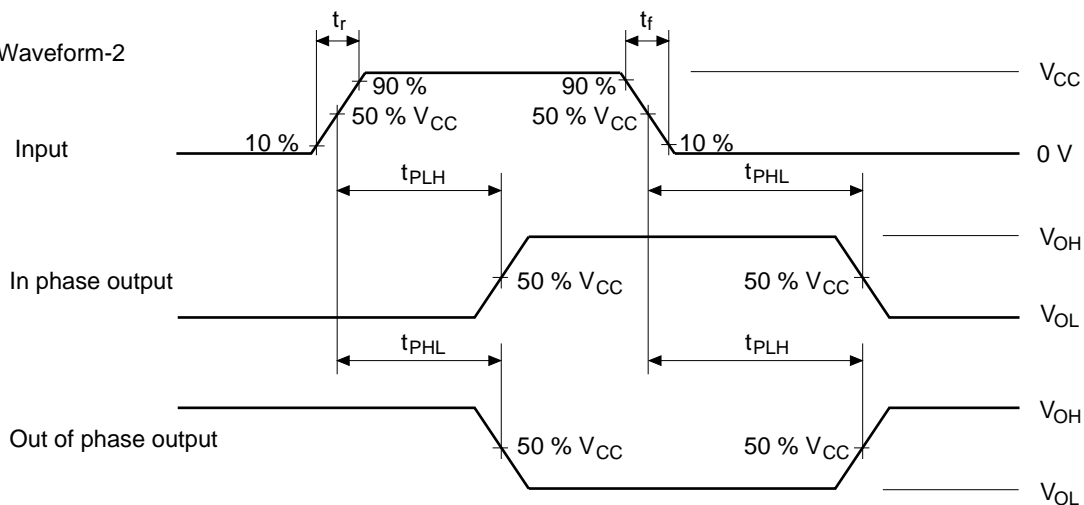 tr
tf
Waveform-2
VCC
90 %
90 %
50 % VCC
50 % VCC
10 %
10 %
Input
0 V
tPLH
tPHL
VOH
In phase output
50 % VCC
50 % VCC
VOL
tPHL
tPLH
VOH
Out of phase output
50 % VCC
50 % VCC
VOL